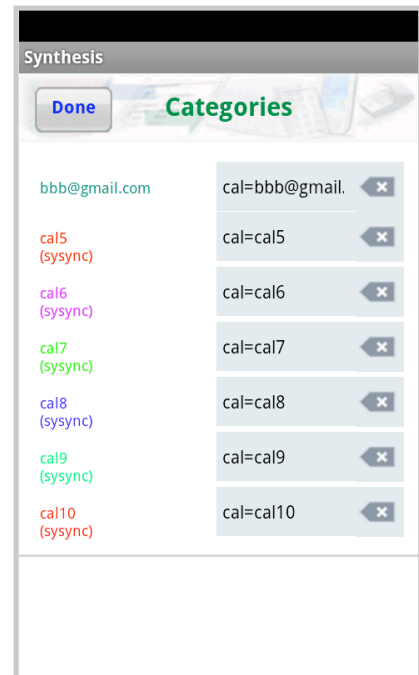 Synthesis
Done
Categories
bbb@gmail.com
cal=bbb@gmail.
cal5
(sysync)
cal=cal5
cal6
(sysync)
cal=cal6
cal7
(sysync)
cal=cal7
cal8
(sysync)
cal=cal8
cal9
(sysync)
cal=cal9
cal10
(sysync)
cal=cal10